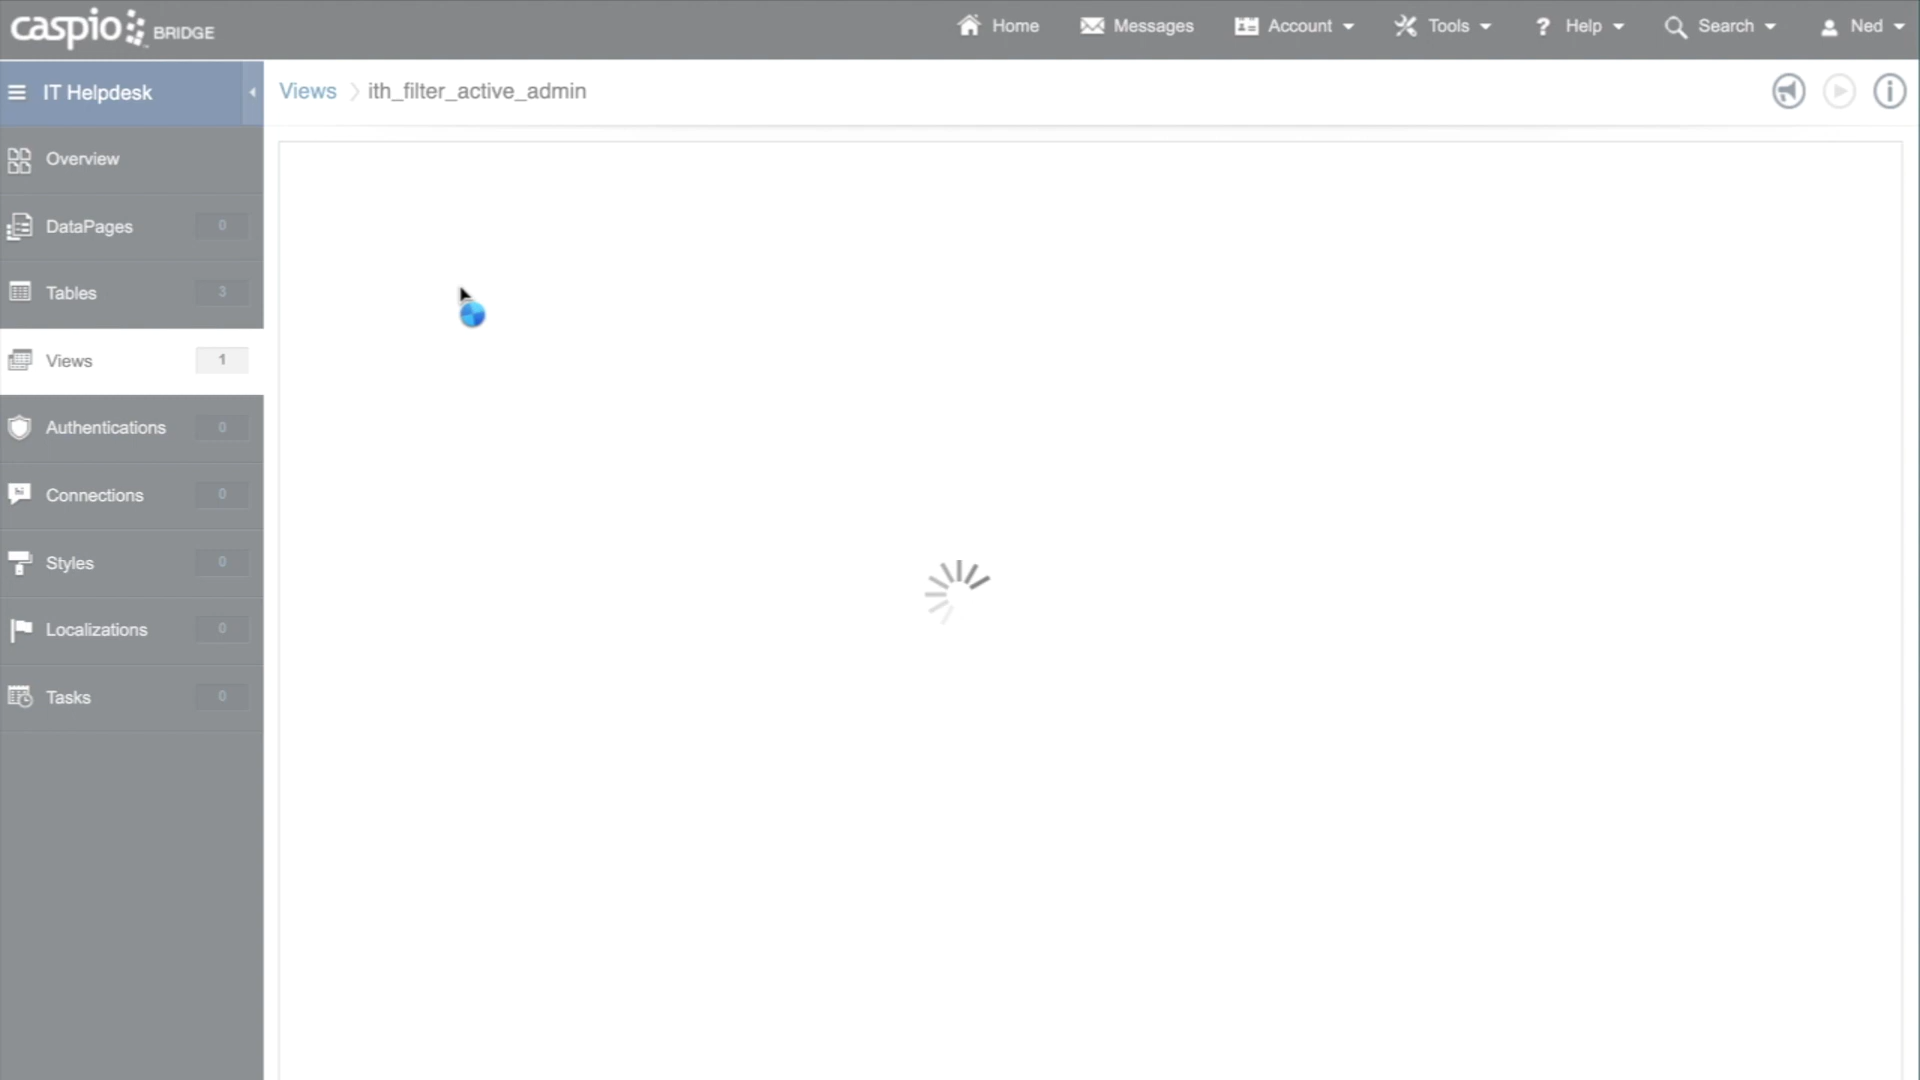 caspio BRIDGE
Home
Messages
Account
Tools
? Help
Search
Ned
IT Helpdesk
Views > ith_filter_active_admin
Overview
DataPages 0
Tables 3
Views 1
Authentications 0
Connections 0
Styles 0
Localizations 0
Tasks 0